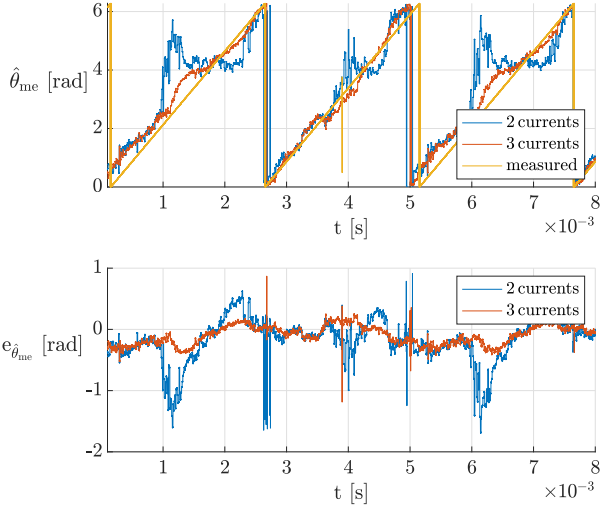 6
4
2
0
θ̂me [rad]
2 currents
3 currents
measured
1 2 3 4 5 6 7 8
t [s]
×10−3
1
0
-1
-2
eθ̂me [rad]
2 currents
3 currents
1 2 3 4 5 6 7 8
t [s]
×10−3